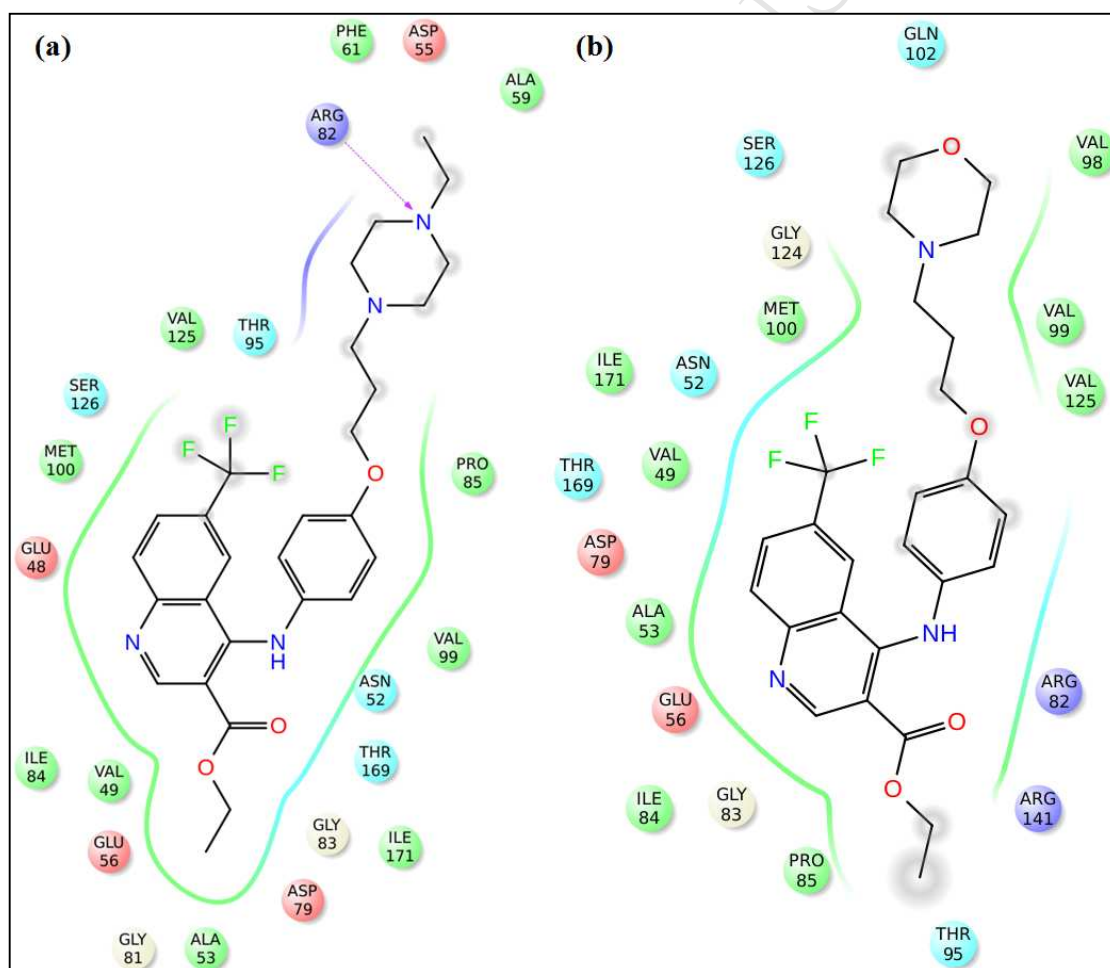 (a)
PHE
61
ASP
55
ALA
59
ARG
82
N
N
VAL
125
THR
95
SER
126
F
F
F
MET
100
O
PRO
85
GLU
48
N
N
H
VAL
99
ASN
52
O
O
ILE
84
VAL
49
THR
169
GLU
56
GLY
83
ILE
171
ASP
79
GLY
81
ALA
53
(b)
GLN
102
SER
126
O
VAL
98
GLY
124
N
MET
100
VAL
99
ILE
171
ASN
52
VAL
125
F
F
F
O
THR
169
VAL
49
ASP
79
ALA
53
NH
N
GLU
56
ARG
82
O
O
ILE
84
GLY
83
ARG
141
PRO
85
THR
95